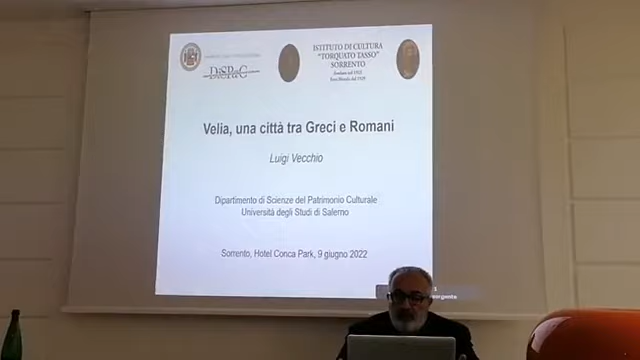 DiSPaC
ISTITUTO DI CULTURA
"TORQUATO TASSO"
SORRENTO
Velia, una città tra Greci e Romani
Luigi Vecchio
Dipartimento di Scienze del Patrimonio Culturale
Università degli Studi di Salerno
Sorrento, Hotel Conca Park, 9 giugno 2022